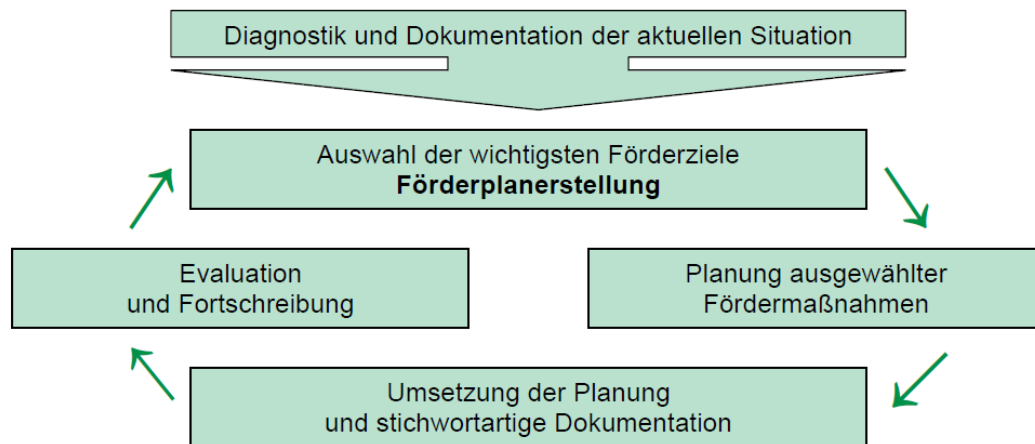 Diagnostik und Dokumentation der aktuellen Situation
Auswahl der wichtigsten Förderziele
Förderplanerstellung
Evaluation
und Fortschreibung
Planung ausgewählter
Fördermaßnahmen
Umsetzung der Planung
und stichwortartige Dokumentation